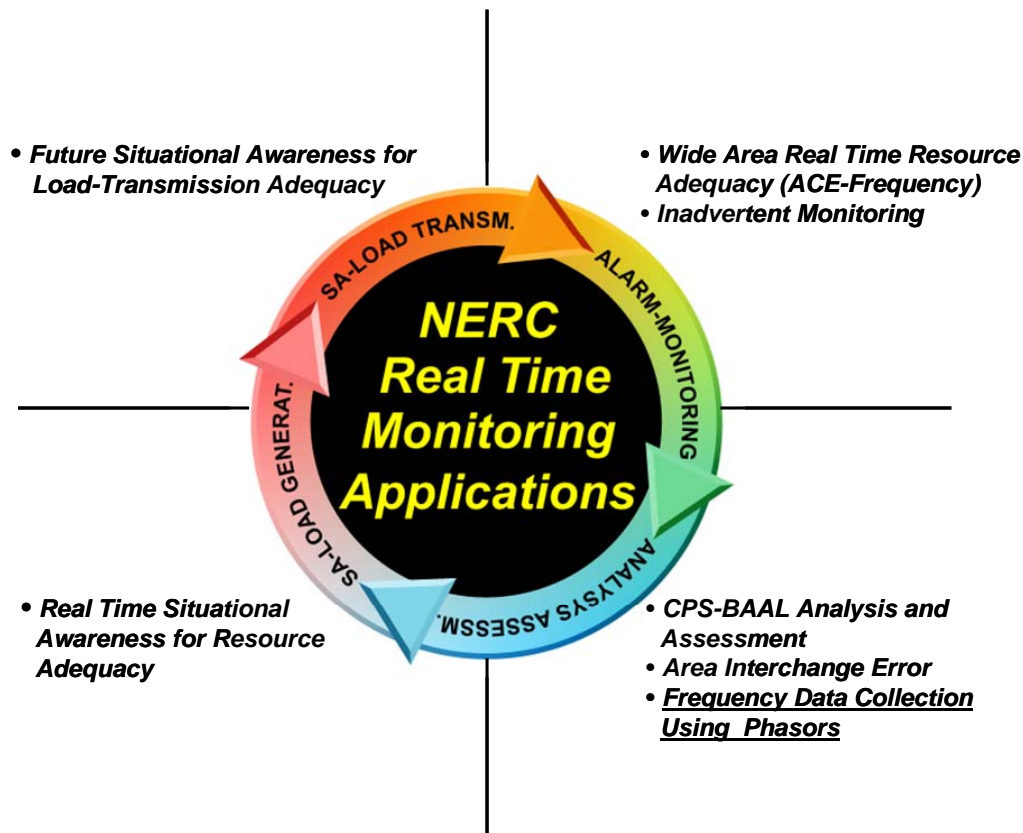 • Future Situational Awareness for
Load-Transmission Adequacy
• Wide Area Real Time Resource
Adequacy (ACE-Frequency)
• Inadvertent Monitoring
SA-LOAD TRANSM.
ALARM-MONITORING
NERC
Real Time
Monitoring
Applications
SA-LOAD GENERAT.
ANALYSYS ASSESSM.
• Real Time Situational
Awareness for Resource
Adequacy
• CPS-BAAL Analysis and
Assessment
• Area Interchange Error
• Frequency Data Collection
Using Phasors